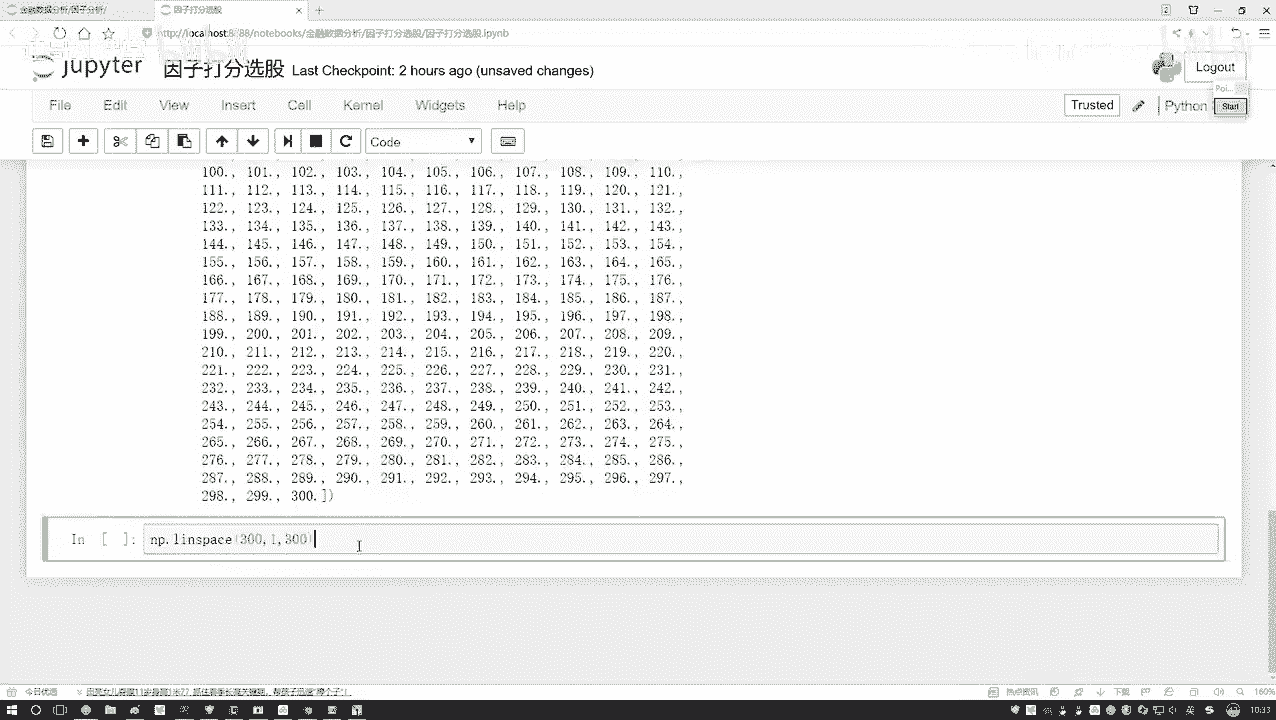 因子打分选股
http://localhost:8888/notebooks/金融数据分析/因子打分选股/因子打分选股.ipynb
jupyter 因子打分选股 Last Checkpoint: 2 hours ago (unsaved changes)
Logout
File Edit View Insert Cell Kernel Widgets Help
Trusted Python
Start
Code
100., 101., 102., 103., 104., 105., 106., 107., 108., 109., 110.,
111., 112., 113., 114., 115., 116., 117., 118., 119., 120., 121.,
122., 123., 124., 125., 126., 127., 128., 129., 130., 131., 132.,
133., 134., 135., 136., 137., 138., 139., 140., 141., 142., 143.,
144., 145., 146., 147., 148., 149., 150., 151., 152., 153., 154.,
155., 156., 157., 158., 159., 160., 161., 162., 163., 164., 165.,
166., 167., 168., 169., 170., 171., 172., 173., 174., 175., 176.,
177., 178., 179., 180., 181., 182., 183., 184., 185., 186., 187.,
188., 189., 190., 191., 192., 193., 194., 195., 196., 197., 198.,
199., 200., 201., 202., 203., 204., 205., 206., 207., 208., 209.,
210., 211., 212., 213., 214., 215., 216., 217., 218., 219., 220.,
221., 222., 223., 224., 225., 226., 227., 228., 229., 230., 231.,
232., 233., 234., 235., 236., 237., 238., 239., 240., 241., 242.,
243., 244., 245., 246., 247., 248., 249., 250., 251., 252., 253.,
254., 255., 256., 257., 258., 259., 260., 261., 262., 263., 264.,
265., 266., 267., 268., 269., 270., 271., 272., 273., 274., 275.,
276., 277., 278., 279., 280., 281., 282., 283., 284., 285., 286.,
287., 288., 289., 290., 291., 292., 293., 294., 295., 296., 297.,
298., 299., 300.])
In [ ]: np.linspace(300,1,300)
今日优选
热点资讯 下载 160%
10:33